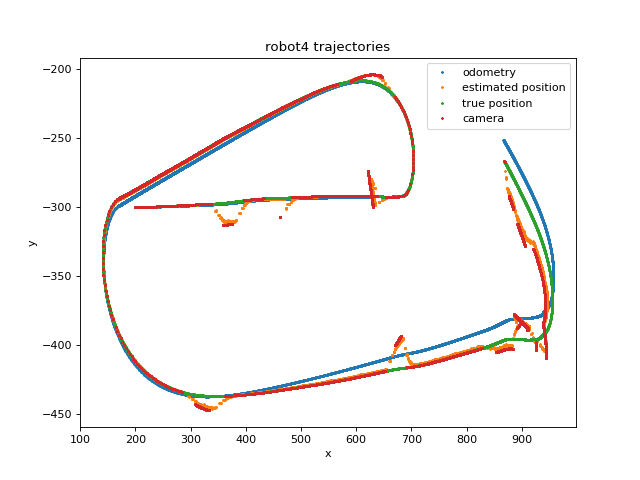 robot4 trajectories
odometry
estimated position
true position
camera
−200
−250
−300
−350
−400
−450
y
100 200 300 400 500 600 700 800 900
x